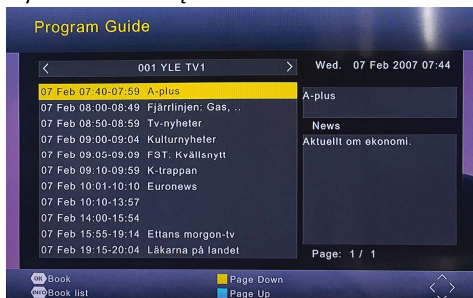 Program Guide
001 YLE TV1
Wed. 07 Feb 2007 07:44
07 Feb 07:40-07:59 A-plus
07 Feb 08:00-08:49 Fjärrlinjen: Gas, ..
07 Feb 08:50-08:59 Tv-nyheter
07 Feb 09:00-09:04 Kulturnyheter
07 Feb 09:05-09:09 FST. Kvällsnytt
07 Feb 09:10-09:59 K-trappan
07 Feb 10:01-10:10 Euronews
07 Feb 10:10-13:57
07 Feb 14:00-15:54
07 Feb 15:55-19:14 Ettans morgon-tv
07 Feb 19:15-20:04 Läkarna på landet
A-plus
News
Aktuellt om ekonomi.
Page: 1 / 1
OK Book
Page Down
INFO Book list
Page Up